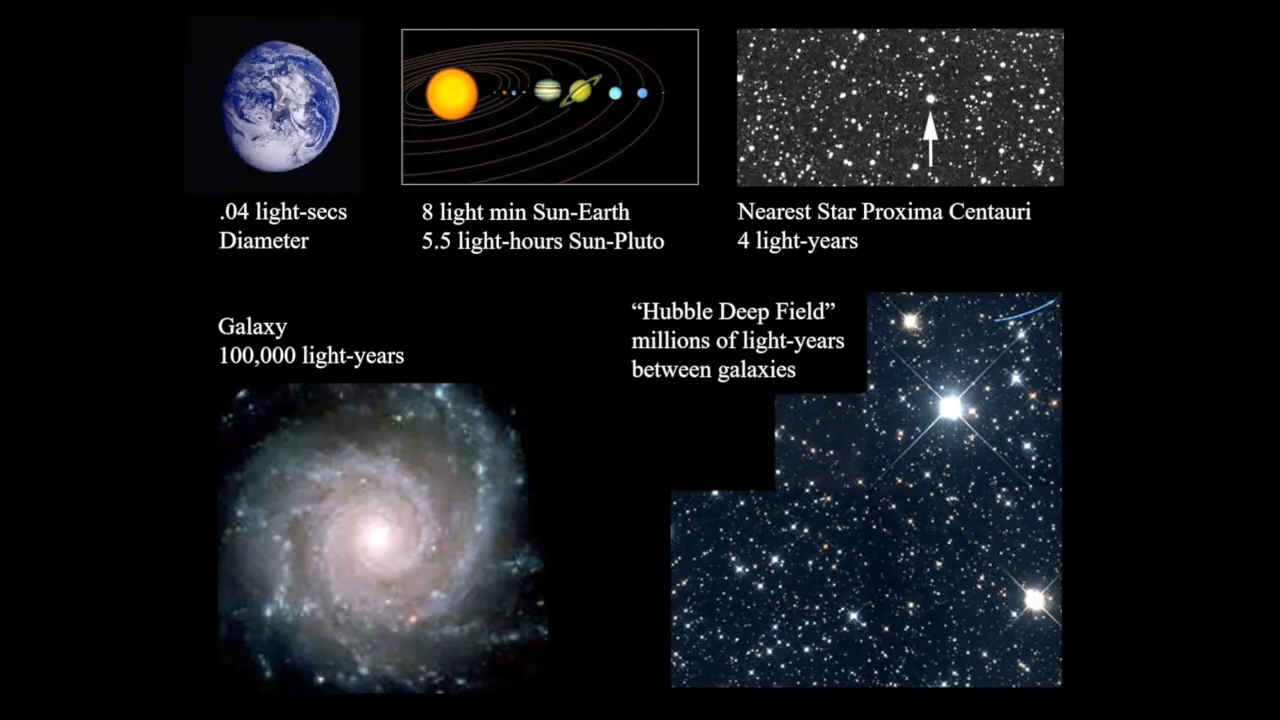 .04 light-secs
Diameter
8 light min Sun-Earth
5.5 light-hours Sun-Pluto
Nearest Star Proxima Centauri
4 light-years
Galaxy
100,000 light-years
“Hubble Deep Field”
millions of light-years
between galaxies